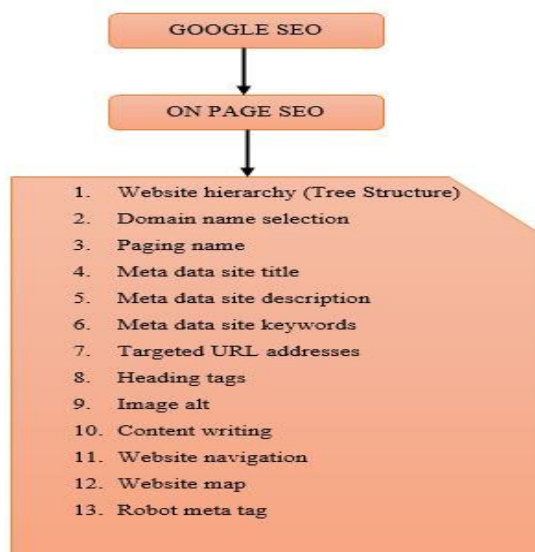 GOOGLE SEO
ON PAGE SEO
1. Website hierarchy (Tree Structure)
2. Domain name selection
3. Paging name
4. Meta data site title
5. Meta data site description
6. Meta data site keywords
7. Targeted URL addresses
8. Heading tags
9. Image alt
10. Content writing
11. Website navigation
12. Website map
13. Robot meta tag